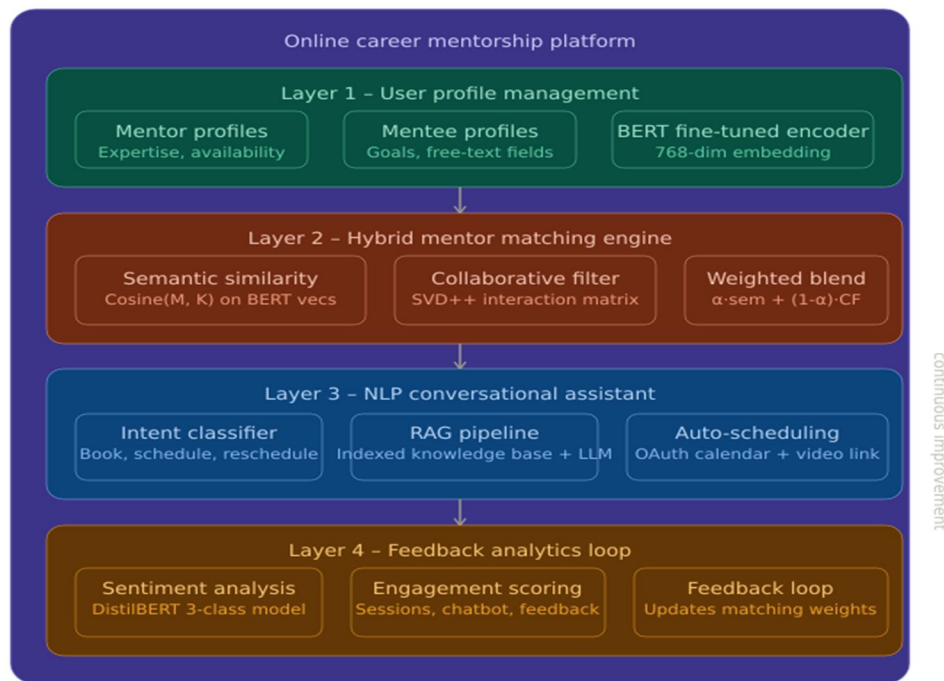 Online career mentorship platform
Layer 1 – User profile management
Mentor profiles
Expertise, availability
Mentee profiles
Goals, free-text fields
BERT fine-tuned encoder
768-dim embedding
Layer 2 – Hybrid mentor matching engine
Semantic similarity
Cosine(M, K) on BERT vecs
Collaborative filter
SVD++ interaction matrix
Weighted blend
α·sem + (1-α)·CF
Layer 3 – NLP conversational assistant
Intent classifier
Book, schedule, reschedule
RAG pipeline
Indexed knowledge base + LLM
Auto-scheduling
OAuth calendar + video link
Layer 4 – Feedback analytics loop
Sentiment analysis
DistilBERT 3-class model
Engagement scoring
Sessions, chatbot, feedback
Feedback loop
Updates matching weights
continuous improvement